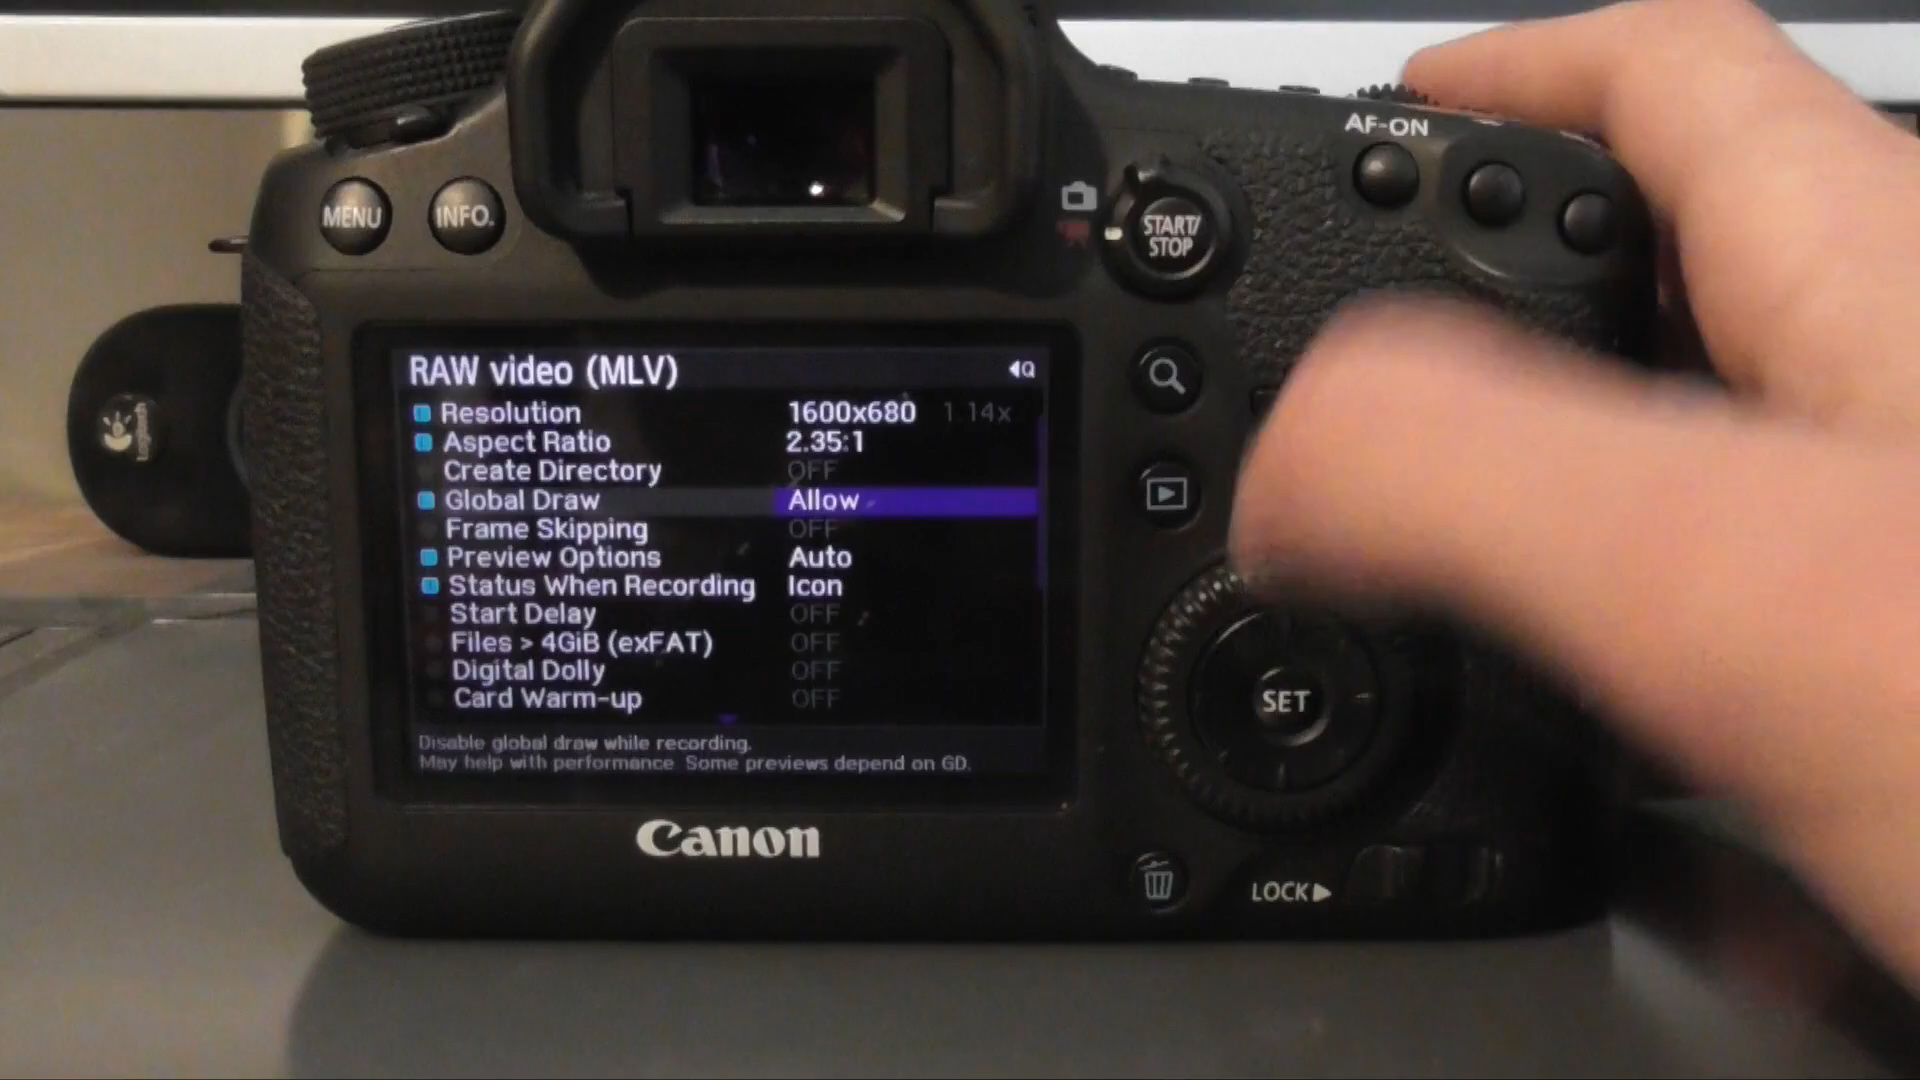 AF-ON
MENU
INFO.
START/
STOP
RAW video (MLV)
Q
Resolution 1600x680 1.14x
Aspect Ratio 2.35:1
Create Directory OFF
Global Draw Allow
Frame Skipping OFF
Preview Options Auto
Status When Recording Icon
Start Delay OFF
Files > 4GiB (exFAT) OFF
Digital Dolly OFF
Card Warm-up OFF
Disable global draw while recording.
May help with performance. Some previews depend on GD.
SET
Canon
LOCK
Logitech